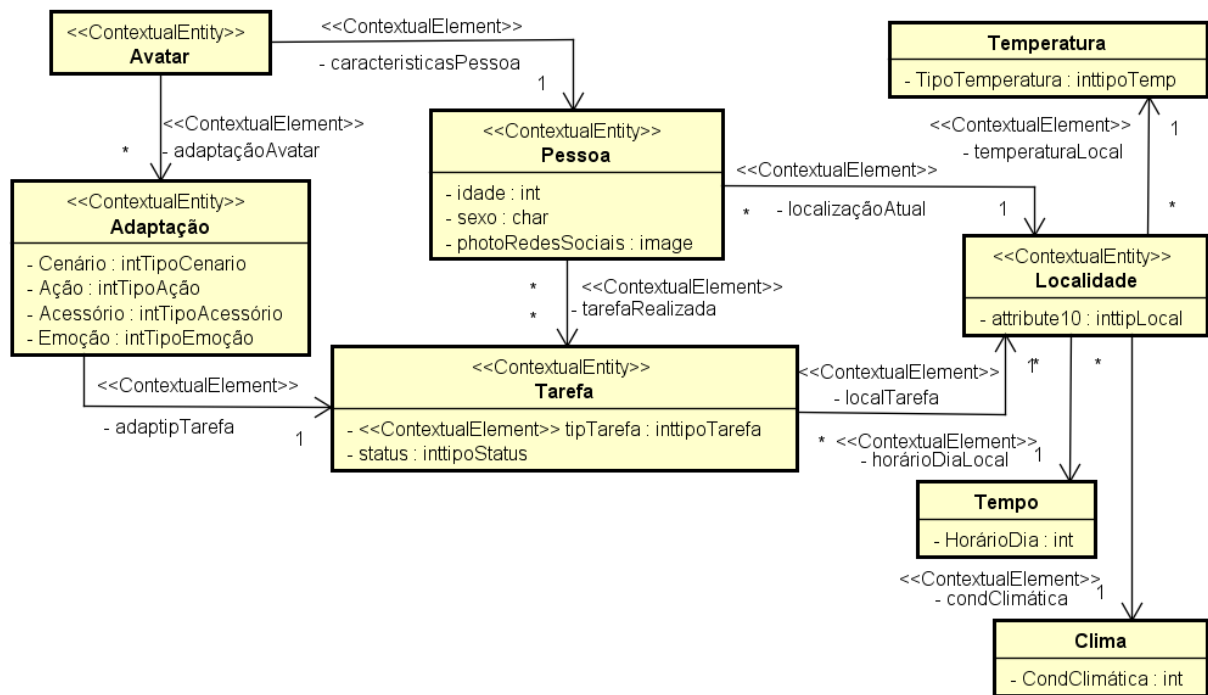 <<ContextualEntity>>
Avatar
<<ContextualElement>>
- caracteristicasPessoa
1
<<ContextualElement>>
- adaptaçãoAvatar
*
<<ContextualEntity>>
Adaptação
- Cenário : intTipoCenario
- Ação : intTipoAção
- Acessório : intTipoAcessório
- Emoção : intTipoEmoção
<<ContextualElement>>
- adaptipTarefa
1
<<ContextualEntity>>
Pessoa
- idade : int
- sexo : char
- photoRedesSociais : image
<<ContextualElement>>
- localizaçãoAtual
*
1
*
<<ContextualElement>>
- tarefaRealizada
*
<<ContextualEntity>>
Tarefa
- <<ContextualElement>> tipTarefa : inttipoTarefa
- status : inttipoStatus
<<ContextualElement>>
- localTarefa
*
1
Temperatura
- TipoTemperatura : inttipoTemp
<<ContextualElement>>
- temperaturaLocal
1
*
<<ContextualEntity>>
Localidade
- attribute10 : inttipLocal
*
*
<<ContextualElement>>
- horárioDiaLocal
1
Tempo
- HorárioDia : int
<<ContextualElement>>
- condClimática
1
Clima
- CondClimática : int